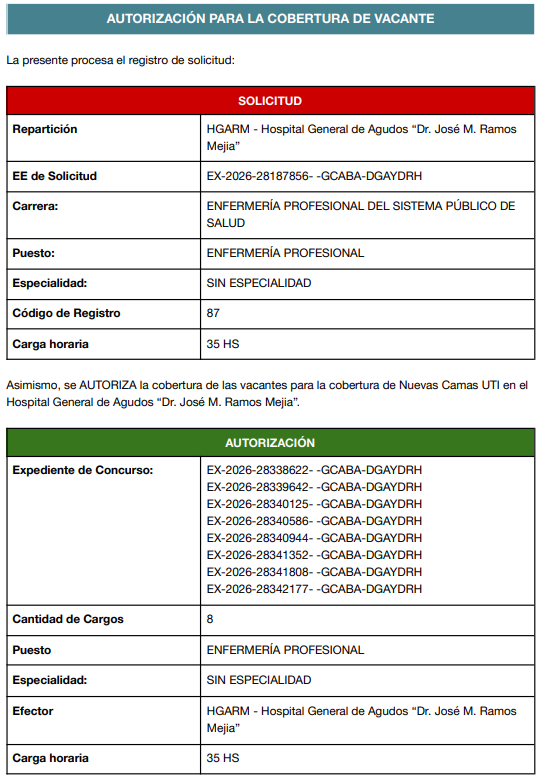 AUTORIZACIÓN PARA LA COBERTURA DE VACANTE
La presente procesa el registro de solicitud:
SOLICITUD
Repartición HGARM - Hospital General de Agudos “Dr. José M. Ramos
Mejia”
EE de Solicitud EX-2026-28187856- -GCABA-DGAYDRH
Carrera: ENFERMERÍA PROFESIONAL DEL SISTEMA PÚBLICO DE
SALUD
Puesto: ENFERMERÍA PROFESIONAL
Especialidad: SIN ESPECIALIDAD
Código de Registro 87
Carga horaria 35 HS
Asimismo, se AUTORIZA la cobertura de las vacantes para la cobertura de Nuevas Camas UTI en el
Hospital General de Agudos “Dr. José M. Ramos Mejia”.
AUTORIZACIÓN
Expediente de Concurso: EX-2026-28338622- -GCABA-DGAYDRH
EX-2026-28339642- -GCABA-DGAYDRH
EX-2026-28340125- -GCABA-DGAYDRH
EX-2026-28340586- -GCABA-DGAYDRH
EX-2026-28340944- -GCABA-DGAYDRH
EX-2026-28341352- -GCABA-DGAYDRH
EX-2026-28341808- -GCABA-DGAYDRH
EX-2026-28342177- -GCABA-DGAYDRH
Cantidad de Cargos 8
Puesto ENFERMERÍA PROFESIONAL
Especialidad: SIN ESPECIALIDAD
Efector HGARM - Hospital General de Agudos “Dr. José M. Ramos
Mejia”
Carga horaria 35 HS